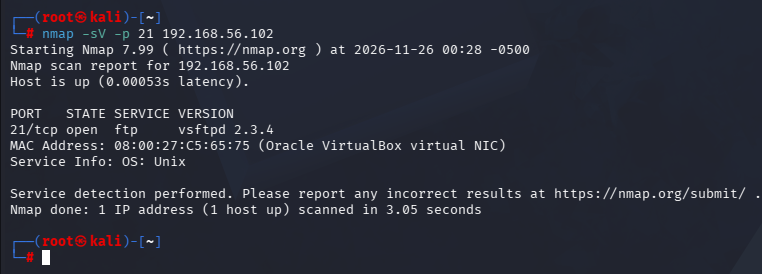 ┌──(root㉿kali)-[~]
└─# nmap -sV -p 21 192.168.56.102
Starting Nmap 7.99 ( https://nmap.org ) at 2026-11-26 00:28 -0500
Nmap scan report for 192.168.56.102
Host is up (0.00053s latency).

PORT   STATE SERVICE VERSION
21/tcp open  ftp     vsftpd 2.3.4
MAC Address: 08:00:27:C5:65:75 (Oracle VirtualBox virtual NIC)
Service Info: OS: Unix

Service detection performed. Please report any incorrect results at https://nmap.org/submit/ .
Nmap done: 1 IP address (1 host up) scanned in 3.05 seconds

┌──(root㉿kali)-[~]
└─#